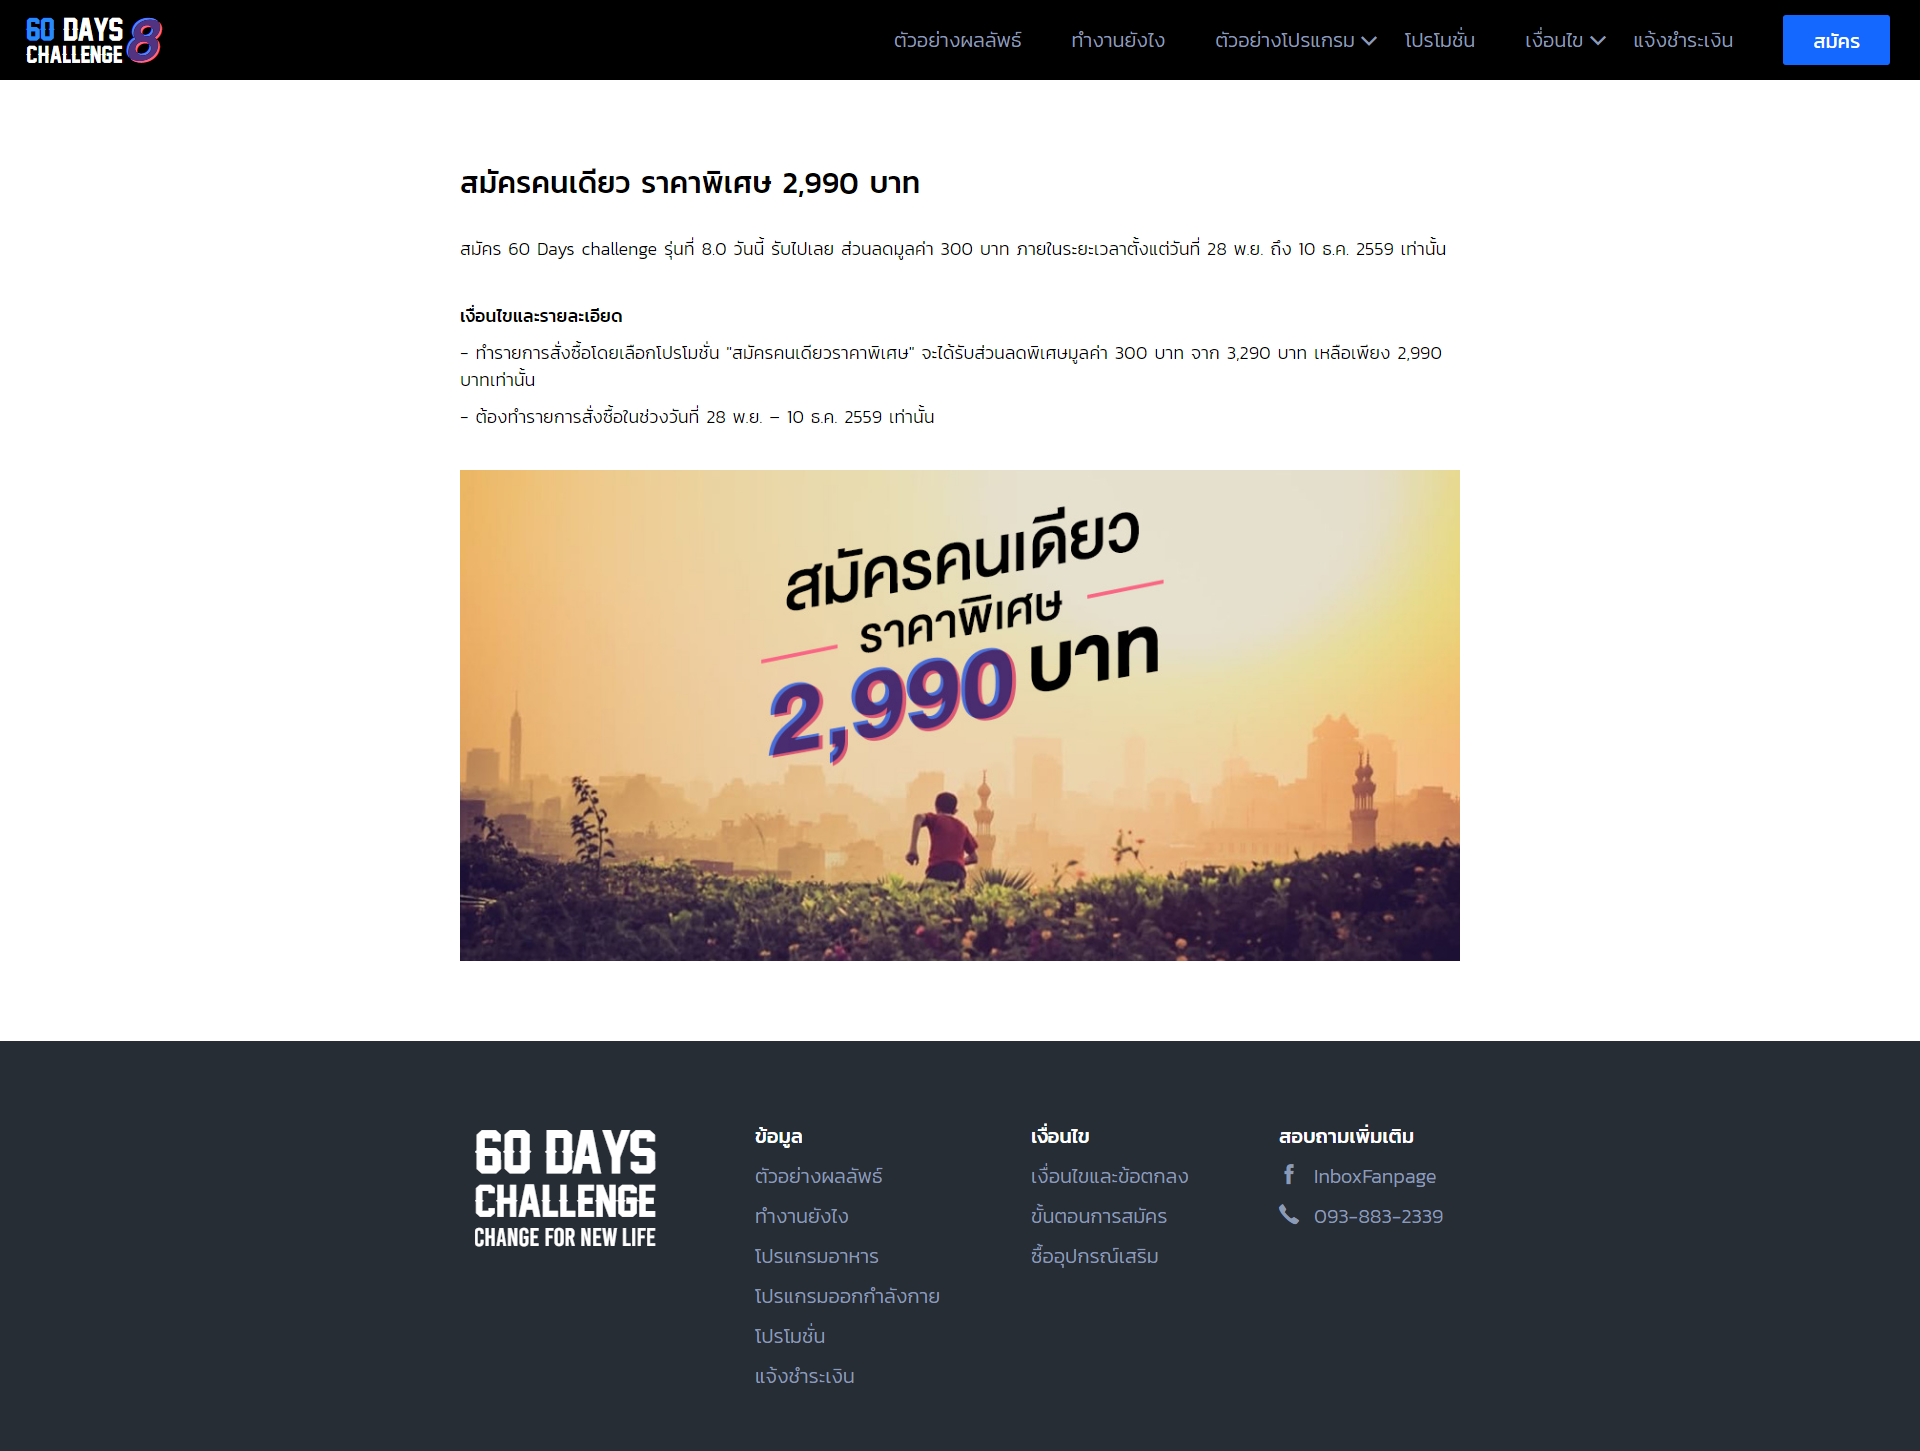 60 DAYS
CHALLENGE 8
ตัวอย่างผลลัพธ์
ทำงานยังไง
ตัวอย่างโปรแกรม
โปรโมชั่น
เงื่อนไข
แจ้งชำระเงิน
สมัคร
สมัครคนเดียว ราคาพิเศษ 2,990 บาท
สมัคร 60 Days challenge รุ่นที่ 8.0 วันนี้ รับไปเลย ส่วนลดมูลค่า 300 บาท ภายในระยะเวลาตั้งแต่วันที่ 28 พ.ย. ถึง 10 ธ.ค. 2559 เท่านั้น
เงื่อนไขและรายละเอียด
- ทำรายการสั่งซื้อโดยเลือกโปรโมชั่น "สมัครคนเดียวราคาพิเศษ" จะได้รับส่วนลดพิเศษมูลค่า 300 บาท จาก 3,290 บาท เหลือเพียง 2,990
บาทเท่านั้น
- ต้องทำรายการสั่งซื้อในช่วงวันที่ 28 พ.ย. – 10 ธ.ค. 2559 เท่านั้น
สมัครคนเดียว
ราคาพิเศษ
2,990 บาท
60 DAYS
CHALLENGE
CHANGE FOR NEW LIFE
ข้อมูล
ตัวอย่างผลลัพธ์
ทำงานยังไง
โปรแกรมอาหาร
โปรแกรมออกกำลังกาย
โปรโมชั่น
แจ้งชำระเงิน
เงื่อนไข
เงื่อนไขและข้อตกลง
ขั้นตอนการสมัคร
ซื้ออุปกรณ์เสริม
สอบถามเพิ่มเติม
InboxFanpage
093-883-2339